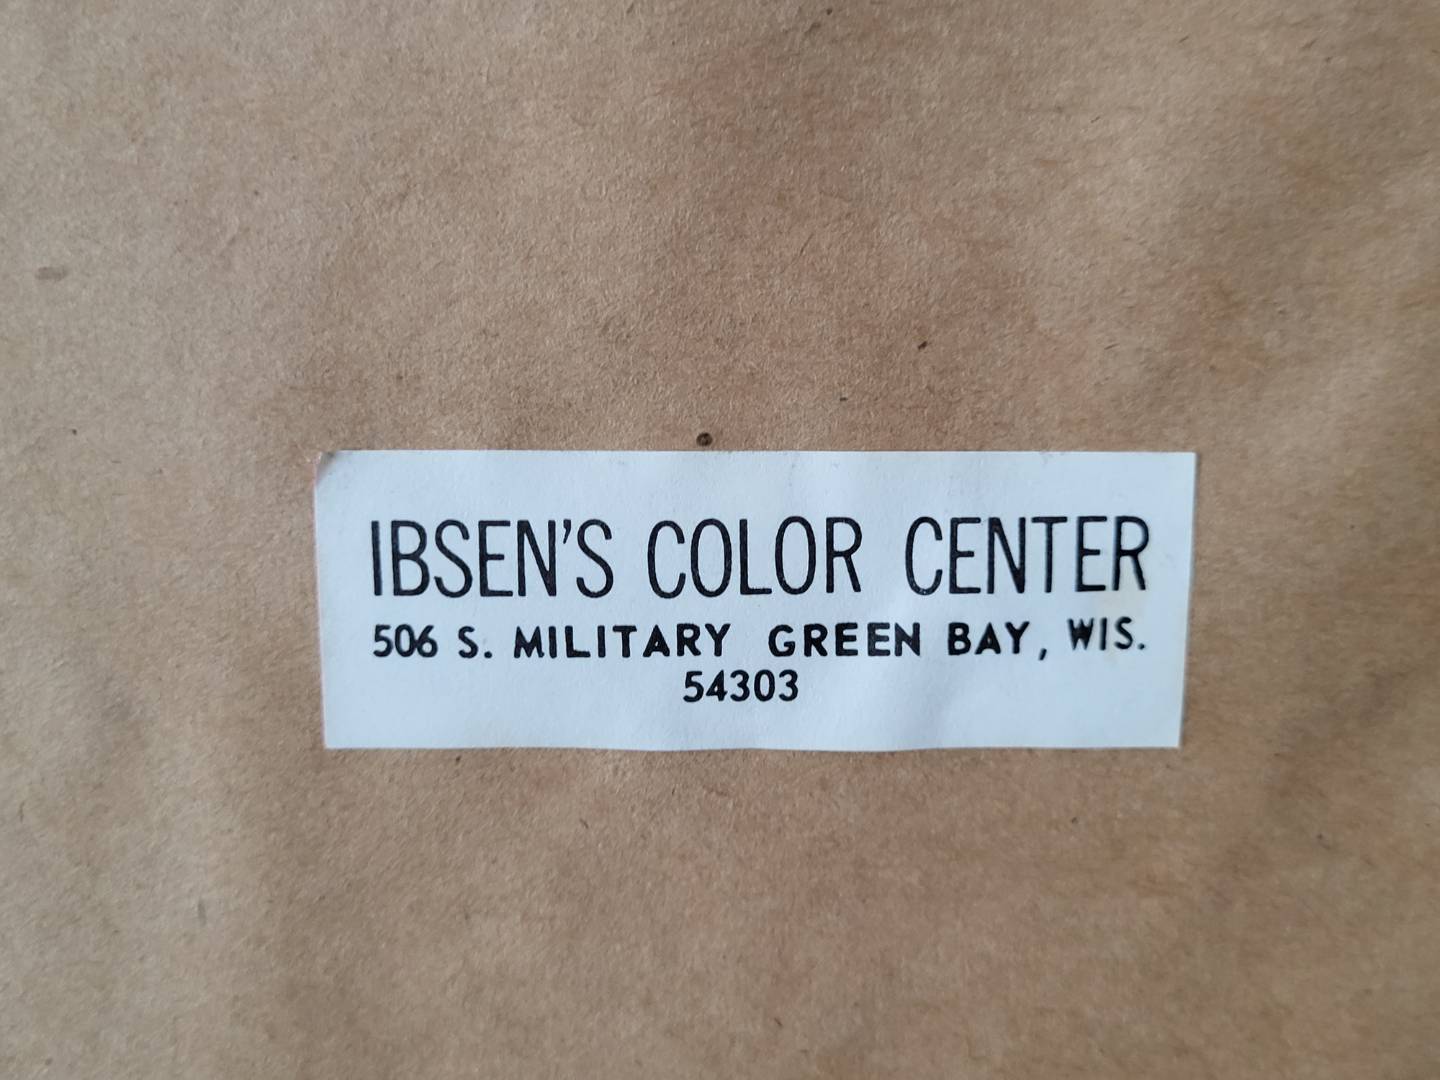 IBSEN'S COLOR CENTER
506 S. MILITARY GREEN BAY, WIS.
54303